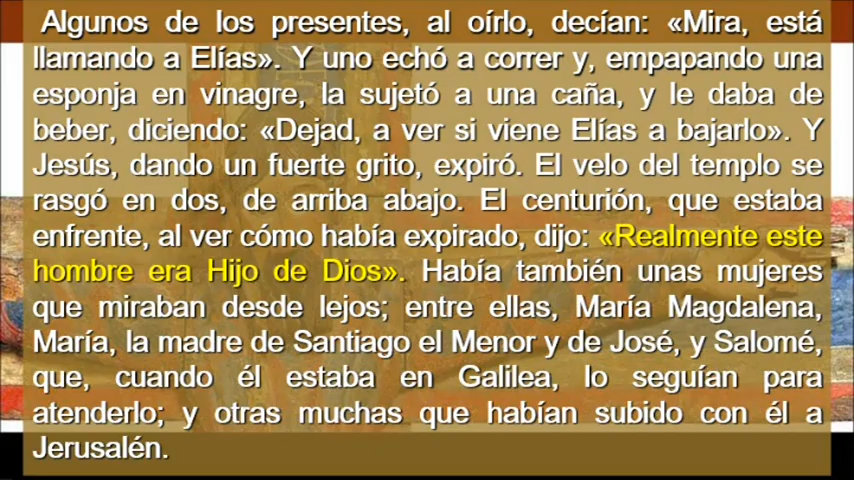 Algunos de los presentes, al oírlo, decían: «Mira, está
llamando a Elías». Y uno echó a correr y, empapando una
esponja en vinagre, la sujetó a una caña, y le daba de
beber, diciendo: «Dejad, a ver si viene Elías a bajarlo». Y
Jesús, dando un fuerte grito, expiró. El velo del templo se
rasgó en dos, de arriba abajo. El centurión, que estaba
enfrente, al ver cómo había expirado, dijo: «Realmente este
hombre era Hijo de Dios». Había también unas mujeres
que miraban desde lejos; entre ellas, María Magdalena,
María, la madre de Santiago el Menor y de José, y Salomé,
que, cuando él estaba en Galilea, lo seguían para
atenderlo; y otras muchas que habían subido con él a
Jerusalén.